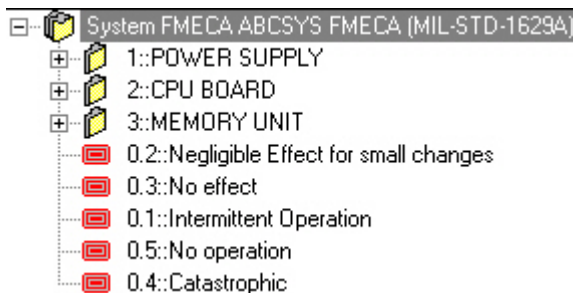 System FMECA ABCSYS FMECA (MIL-STD-1629A)
1::POWER SUPPLY
2::CPU BOARD
3::MEMORY UNIT
0.2::Negligible Effect for small changes
0.3::No effect
0.1::Intermittent Operation
0.5::No operation
0.4::Catastrophic